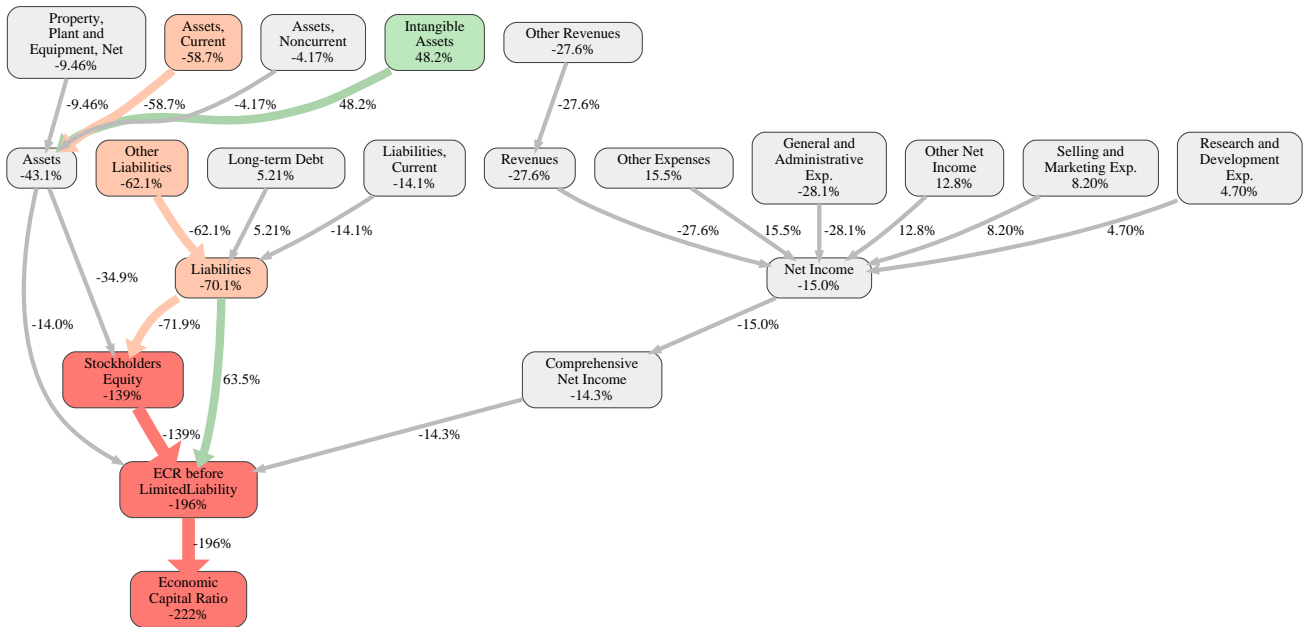 Property,
Plant and
Equipment, Net
-9.46%
Assets,
Current
-58.7%
Assets,
Noncurrent
-4.17%
Intangible
Assets
48.2%
Other Revenues
-27.6%
-9.46%
-58.7%
-4.17%
48.2%
-27.6%
Assets
-43.1%
Other
Liabilities
-62.1%
Long-term Debt
5.21%
Liabilities,
Current
-14.1%
Revenues
-27.6%
Other Expenses
15.5%
General and
Administrative
Exp.
-28.1%
Other Net
Income
12.8%
Selling and
Marketing Exp.
8.20%
Research and
Development
Exp.
4.70%
-62.1%
5.21%
-14.1%
-27.6%
15.5%
-28.1%
12.8%
8.20%
4.70%
-34.9%
Liabilities
-70.1%
Net Income
-15.0%
-14.0%
-71.9%
-15.0%
Stockholders
Equity
-139%
63.5%
Comprehensive
Net Income
-14.3%
-139%
-14.3%
ECR before
LimitedLiability
-196%
-196%
Economic
Capital Ratio
-222%